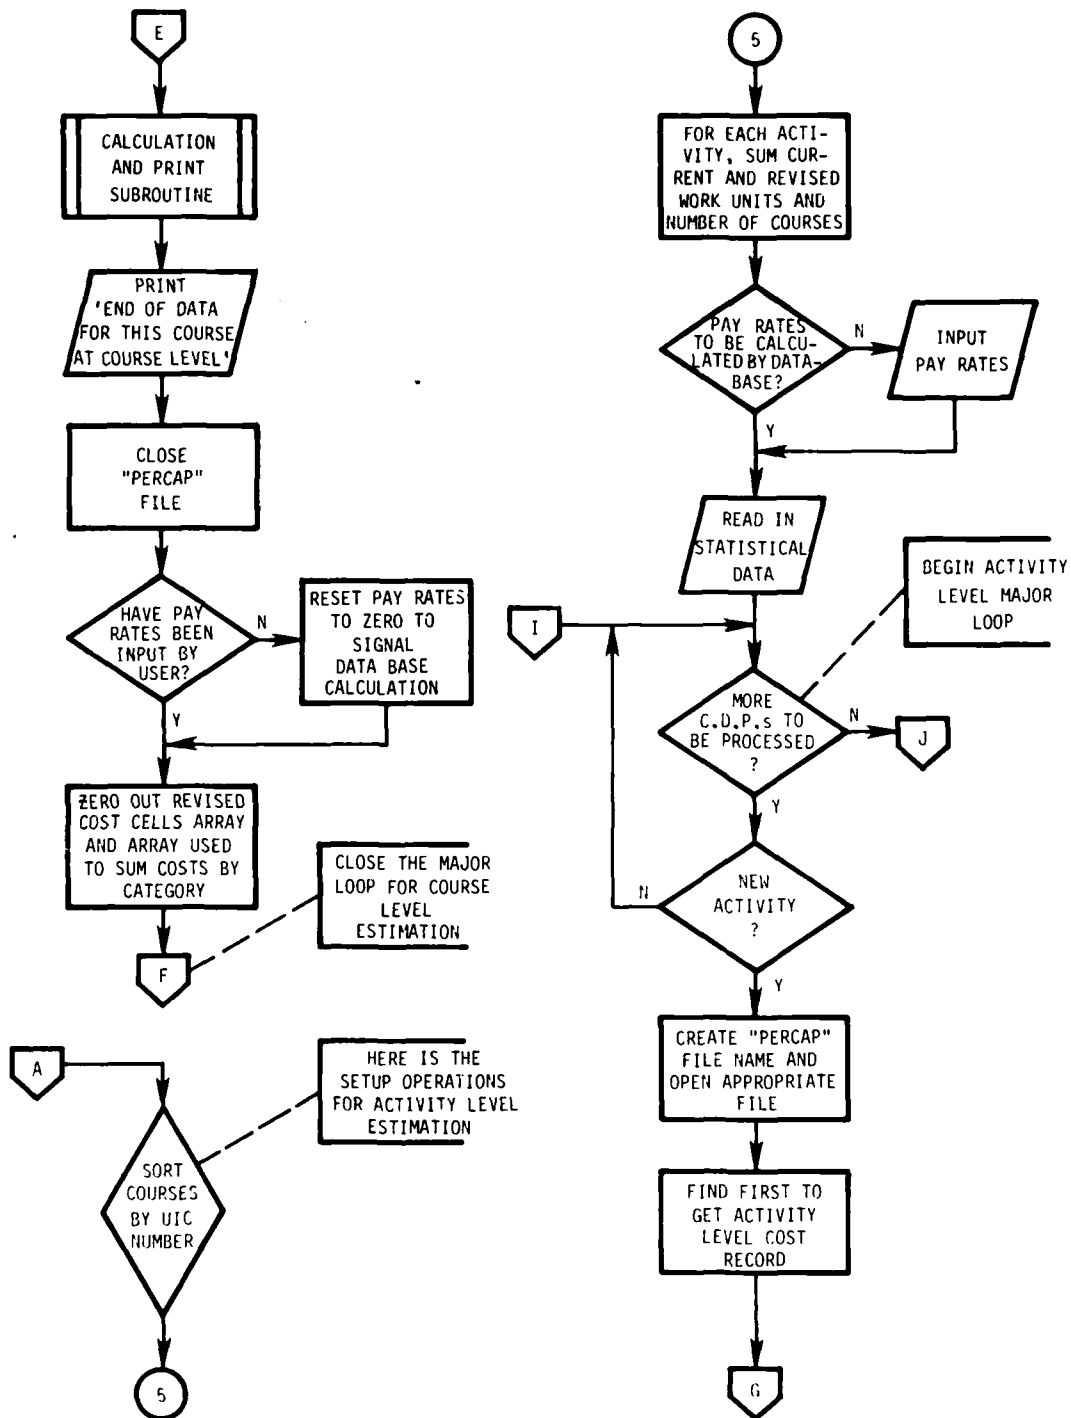 E
CALCULATION
AND PRINT
SUBROUTINE
PRINT
'END OF DATA
FOR THIS COURSE
AT COURSE LEVEL'
CLOSE
"PERCAP"
FILE
HAVE PAY
RATES BEEN
INPUT BY
USER?
N
RESET PAY RATES
TO ZERO TO
SIGNAL
DATA BASE
CALCULATION
Y
ZERO OUT REVISED
COST CELLS ARRAY
AND ARRAY USED
TO SUM COSTS BY
CATEGORY
CLOSE THE MAJOR
LOOP FOR COURSE
LEVEL
ESTIMATION
F
A
HERE IS THE
SETUP OPERATIONS
FOR ACTIVITY LEVEL
ESTIMATION
SORT
COURSES
BY UIC
NUMBER
5
5
FOR EACH ACTI-
VITY, SUM CUR-
RENT AND REVISED
WORK UNITS AND
NUMBER OF COURSES
PAY RATES
TO BE CALCU-
LATED BY DATA-
BASE?
N
INPUT
PAY RATES
Y
READ IN
STATISTICAL
DATA
BEGIN ACTIVITY
LEVEL MAJOR
LOOP
I
MORE
C.D.P.s TO
BE PROCESSED
?
N
J
Y
NEW
ACTIVITY
?
N
Y
CREATE "PERCAP"
FILE NAME AND
OPEN APPROPRIATE
FILE
FIND FIRST TO
GET ACTIVITY
LEVEL COST
RECORD
G